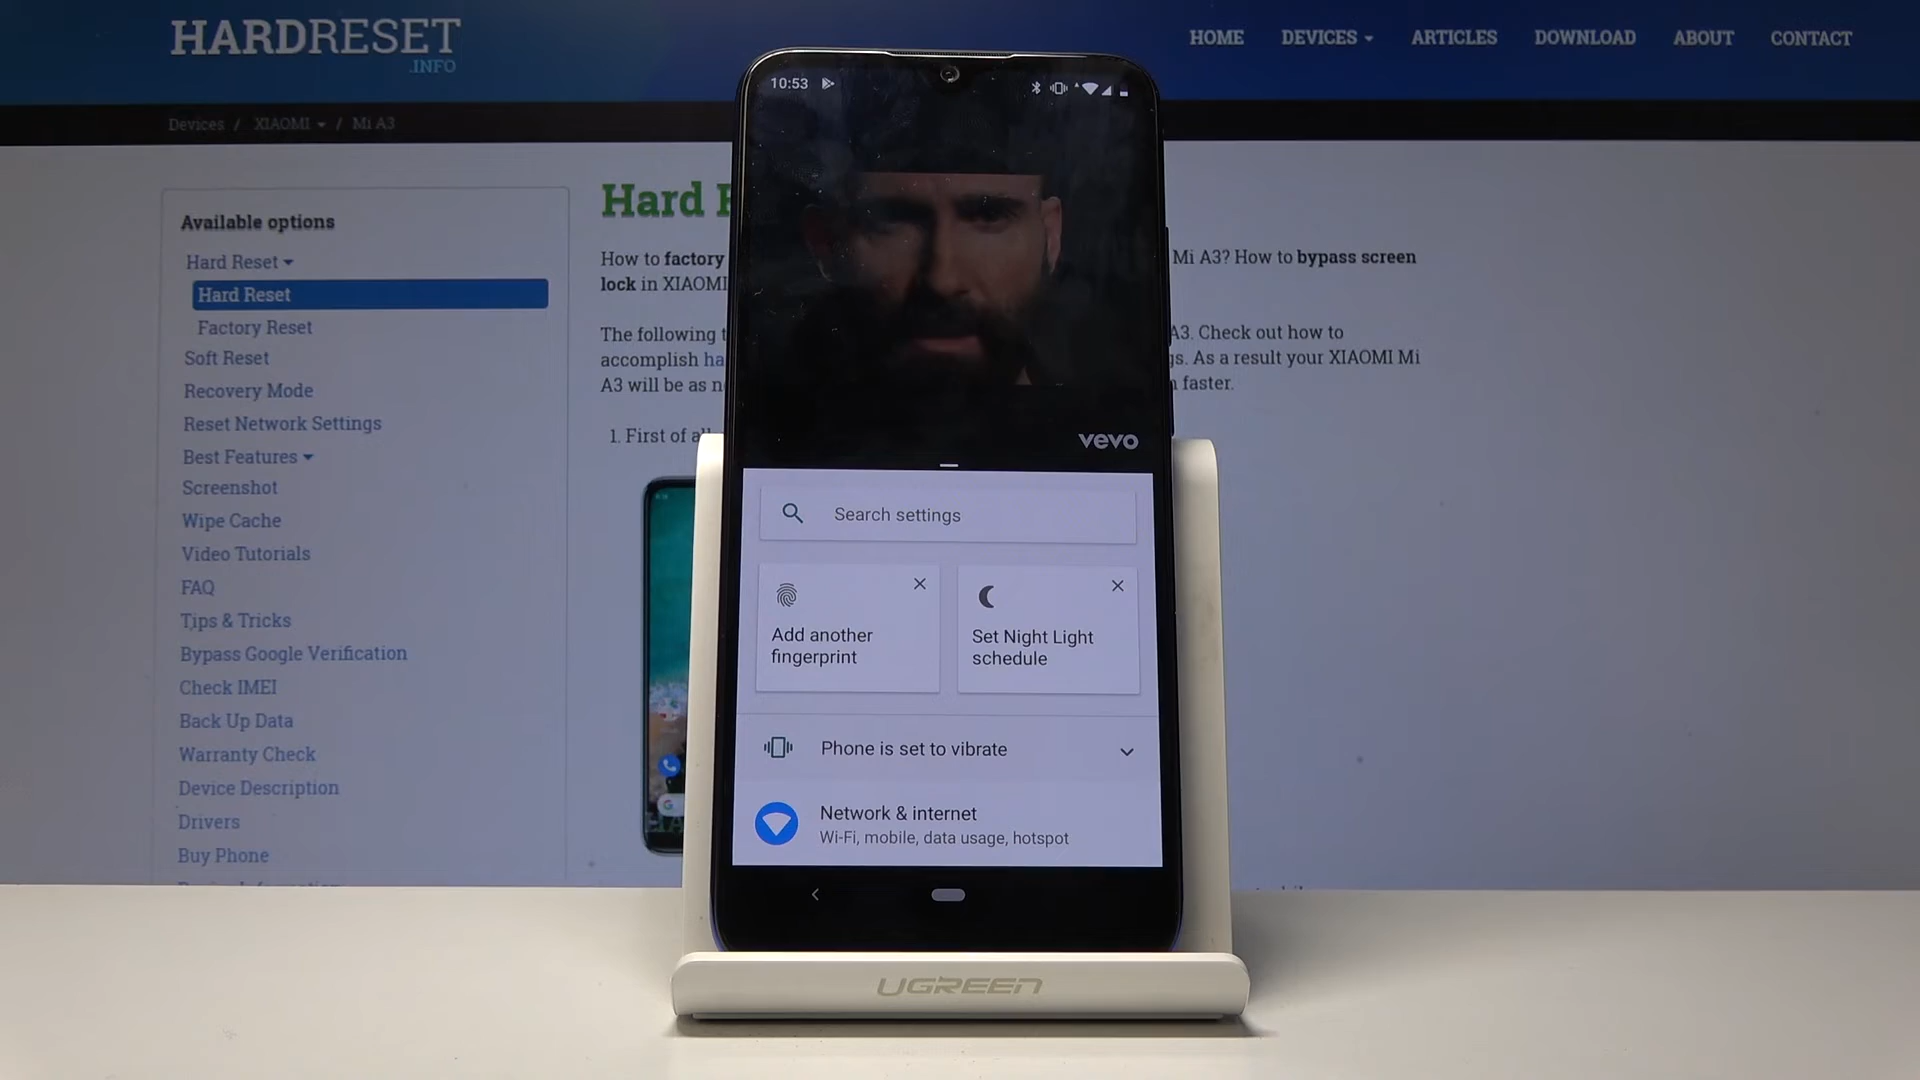 HARDRESET
.INFO
HOME DEVICES ARTICLES DOWNLOAD ABOUT CONTACT
Devices / XIAOMI / Mi A3
Available options
Hard Reset
Hard Reset
Factory Reset
Soft Reset
Recovery Mode
Reset Network Settings
Best Features
Screenshot
Wipe Cache
Video Tutorials
FAQ
Tips & Tricks
Bypass Google Verification
Check IMEI
Back Up Data
Warranty Check
Device Description
Drivers
Buy Phone
Hard
How to factory Mi A3? How to bypass screen
lock in XIAOMI
The following A3. Check out how to
accomplish As a result your XIAOMI Mi
A3 will be as faster.
1. First of
10:53
vevo
Search settings
Add another
fingerprint
Set Night Light
schedule
Phone is set to vibrate
Network & internet
Wi-Fi, mobile, data usage, hotspot
UGREEN